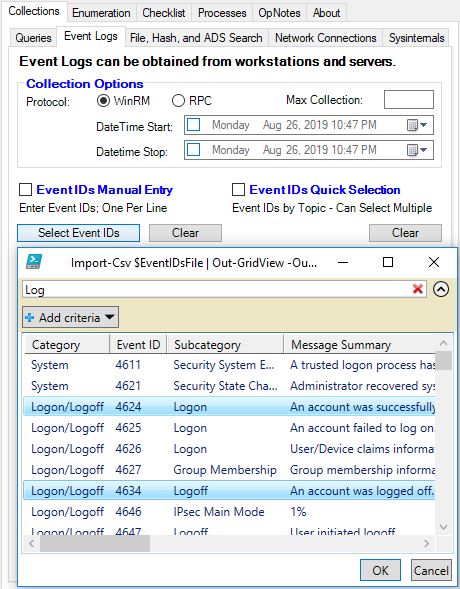 Collections Enumeration Checklist Processes OpNotes About
Queries Event Logs File, Hash, and ADS Search Network Connections Sysinternals
Event Logs can be obtained from workstations and servers.
Collection Options
Protocol: WinRM RPC Max Collection:
DateTime Start: Monday Aug 26, 2019 10:47 PM
Datetime Stop: Monday Aug 26, 2019 10:47 PM
Event IDs Manual Entry Event IDs Quick Selection
Enter Event IDs; One Per Line Event IDs by Topic - Can Select Multiple
Select Event IDs Clear Clear
Import-Csv $EventIDsFile | Out-GridView -Ou...
Log
Add criteria
Category Event ID Subcategory Message Summary
System 4611 Security System E... A trusted logon process has
System 4621 Security State Cha... Administrator recovered sys
Logon/Logoff 4624 Logon An account was successfully
Logon/Logoff 4625 Logon An account failed to log on.
Logon/Logoff 4626 Logon User/Device claims informa
Logon/Logoff 4627 Group Membership Group membership informa
Logon/Logoff 4634 Logoff An account was logged off.
Logon/Logoff 4646 IPsec Main Mode 1%
Logon/Logoff 4647 Logoff User initiated logoff
OK Cancel